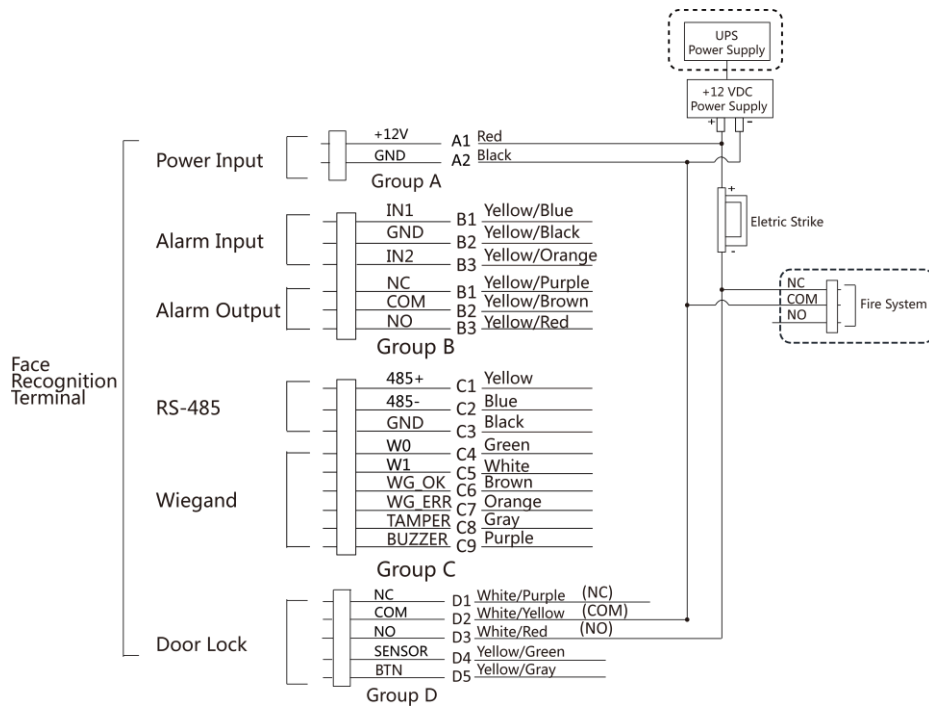 UPS
Power Supply
+12 VDC
Power Supply
+ -
Power Input
+12V A1 Red
GND A2 Black
Group A
+
Eletric Strike
-
Alarm Input
IN1 B1 Yellow/Blue
GND B2 Yellow/Black
IN2 B3 Yellow/Orange
Alarm Output
NC B1 Yellow/Purple
COM B2 Yellow/Brown
NO B3 Yellow/Red
Group B
NC
COM
NO
Fire System
Face
Recognition
Terminal
RS-485
485+ C1 Yellow
485- C2 Blue
GND C3 Black
Wiegand
W0 C4 Green
W1 C5 White
WG_OK C6 Brown
WG_ERR C7 Orange
TAMPER C8 Gray
BUZZER C9 Purple
Group C
Door Lock
NC D1 White/Purple (NC)
COM D2 White/Yellow (COM)
NO D3 White/Red (NO)
SENSOR D4 Yellow/Green
BTN D5 Yellow/Gray
Group D